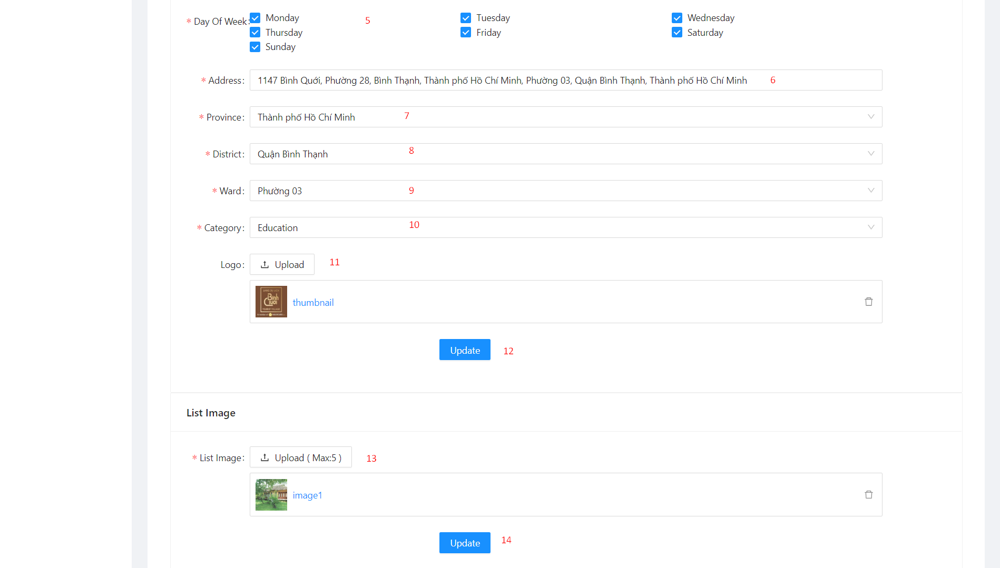 * Day Of Week: Monday 5 Tuesday Wednesday
Thursday Friday Saturday
Sunday
* Address: 1147 Bình Quới, Phường 28, Bình Thạnh, Thành phố Hồ Chí Minh, Phường 03, Quận Bình Thạnh, Thành phố Hồ Chí Minh 6
* Province: Thành phố Hồ Chí Minh 7
* District: Quận Bình Thạnh 8
* Ward: Phường 03 9
* Category: Education 10
Logo: Upload 11
thumbnail
Update 12
List Image
* List Image: Upload ( Max:5 ) 13
image1
Update 14